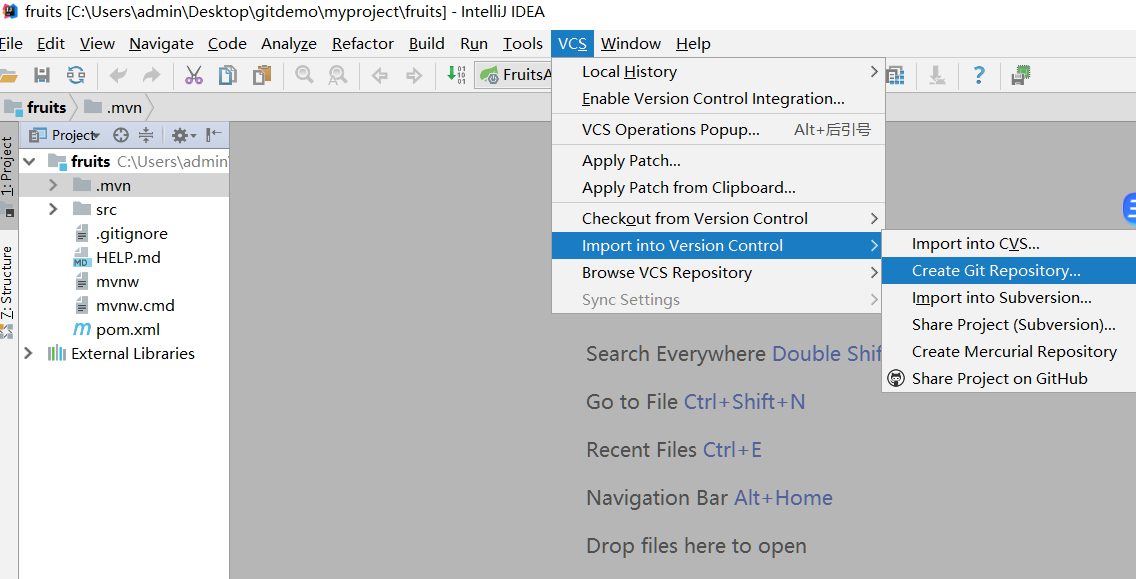 fruits [C:\Users\admin\Desktop\gitdemo\myproject\fruits] - IntelliJ IDEA
File Edit View Navigate Code Analyze Refactor Build Run Tools VCS Window Help
FruitsA
fruits .mvn
1: Project
Z: Structure
Project
fruits C:\Users\admin
.mvn
src
.gitignore
HELP.md
mvnw
mvnw.cmd
pom.xml
External Libraries
Local History
Enable Version Control Integration...
VCS Operations Popup... Alt+后引号
Apply Patch...
Apply Patch from Clipboard...
Checkout from Version Control
Import into Version Control
Browse VCS Repository
Sync Settings
Import into CVS...
Create Git Repository...
Import into Subversion...
Share Project (Subversion)...
Create Mercurial Repository
Share Project on GitHub
Search Everywhere Double Shif
Go to File Ctrl+Shift+N
Recent Files Ctrl+E
Navigation Bar Alt+Home
Drop files here to open